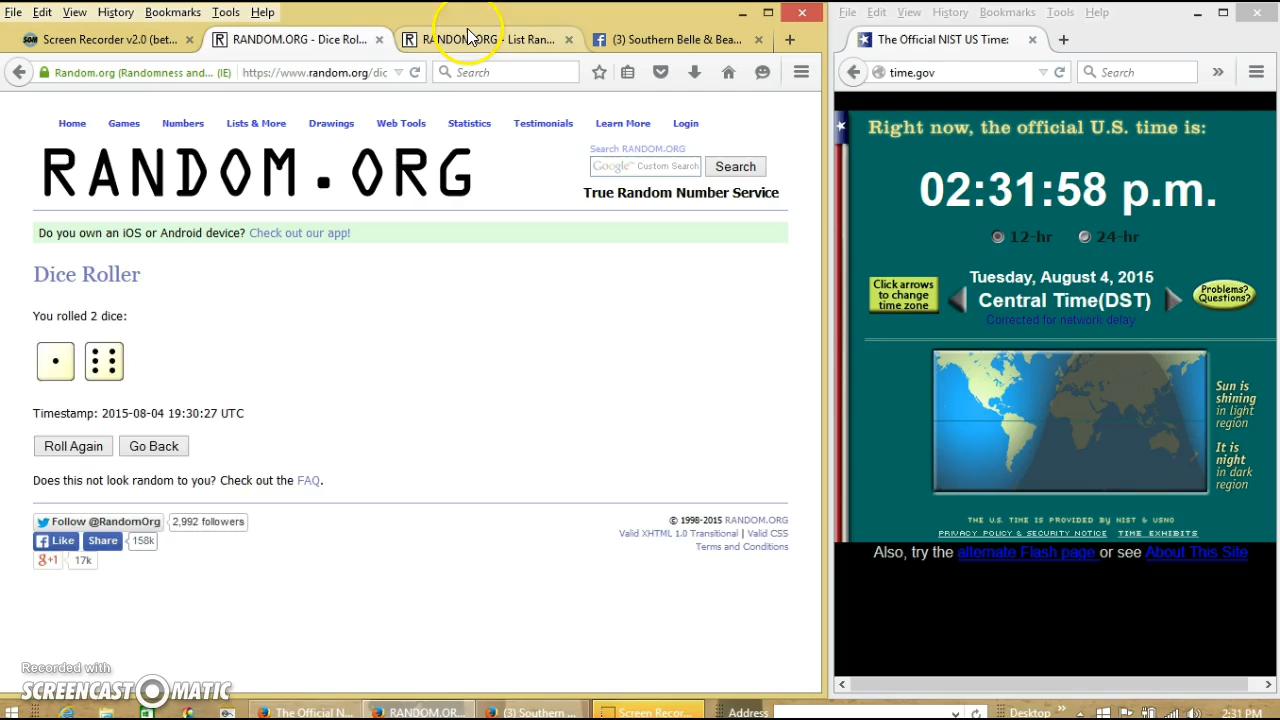 File Edit View History Bookmarks Tools Help
Screen Recorder v2.0 (bet...
RANDOM.ORG - Dice Rol...
RANDOM.ORG - List Ran...
(3) Southern Belle & Bea...
Random.org (Randomness and... (IE)
https://www.random.org/dic
Search
Home Games Numbers Lists & More Drawings Web Tools Statistics Testimonials Learn More Login
RANDOM.ORG
Search RANDOM.ORG
Google™ Custom Search
Search
True Random Number Service
Do you own an iOS or Android device? Check out our app!
Dice Roller
You rolled 2 dice:
Timestamp: 2015-08-04 19:30:27 UTC
Roll Again
Go Back
Does this not look random to you? Check out the FAQ.
Follow @RandomOrg
2,992 followers
Like
Share
158k
g+1
17k
© 1998-2015 RANDOM.ORG
Valid XHTML 1.0 Transitional | Valid CSS
Terms and Conditions
Recorded with
SCREENCAST-O-MATIC
File Edit View History Bookmarks Tools Help
The Official NIST US Time:
time.gov
Search
Right now, the official U.S. time is:
02:31:58 p.m.
12-hr
24-hr
Click arrows
to change
time zone
Tuesday, August 4, 2015
Central Time(DST)
Corrected for network delay
Problems?
Questions?
Sun is
shining
in light
region
It is
night
in dark
region
THE U.S. TIME IS PROVIDED BY NIST & USNO
PRIVACY POLICY & SECURITY NOTICE TIME EXHIBITS
Also, try the alternate Flash page or see About This Site
The Official N...
RANDOM.OR...
(3) Southern ...
Screen Recor...
Address
Desktop
2:31 PM